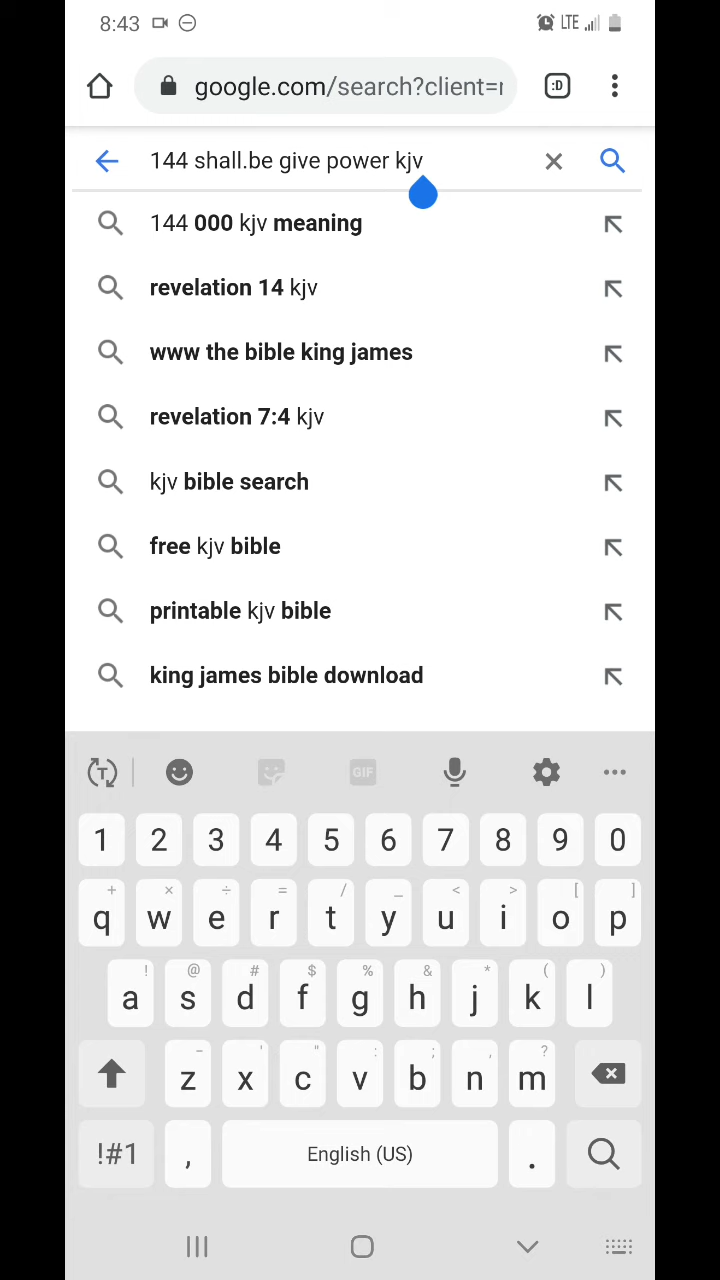 8:43 LTE
google.com/search?client=r :D
144 shall.be give power kjv
144 000 kjv meaning
revelation 14 kjv
www the bible king james
revelation 7:4 kjv
kjv bible search
free kjv bible
printable kjv bible
king james bible download
T GIF
1 2 3 4 5 6 7 8 9 0
+ × ÷ = / _ < > [ ]
q w e r t y u i o p
! @ # $ % & * ( )
a s d f g h j k l
- ' " : ; , ?
z x c v b n m
!#1 , English (US) .